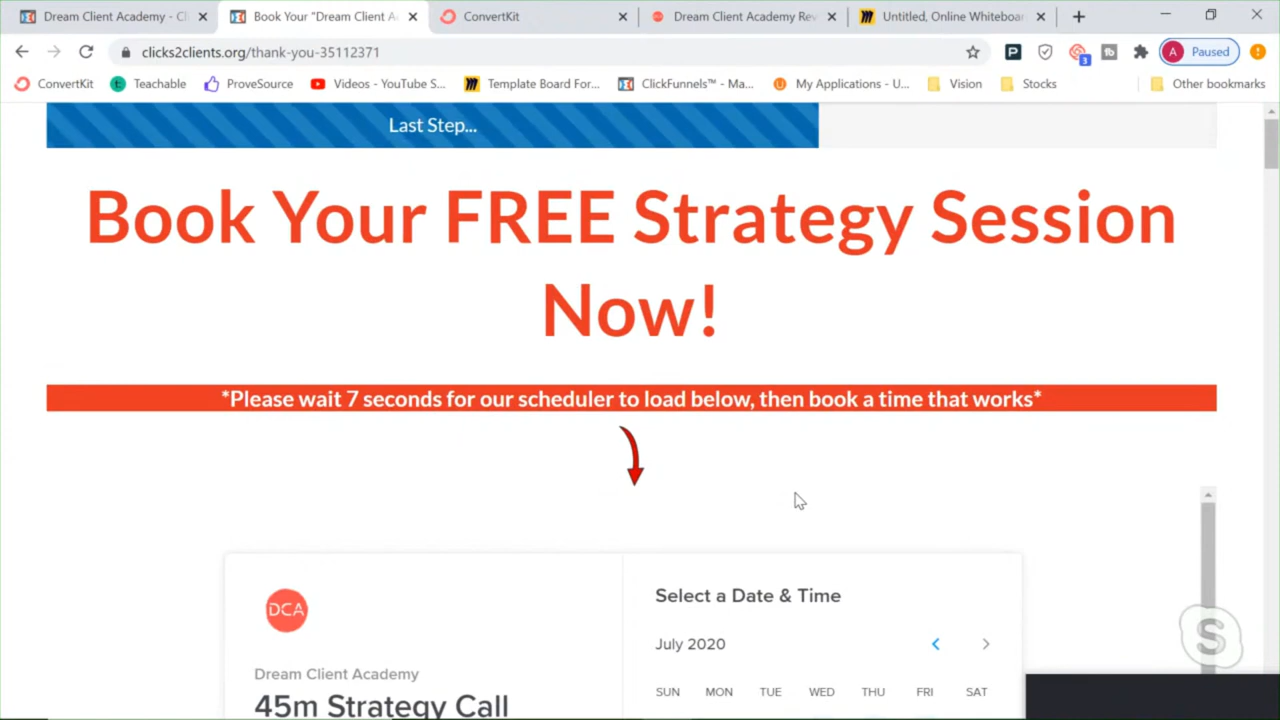 Dream Client Academy - Cl
Book Your "Dream Client A
ConvertKit
Dream Client Academy Rev
Untitled, Online Whiteboar
clicks2clients.org/thank-you-35112371
P
3
tb
A Paused
ConvertKit
t Teachable
ProveSource
Videos - YouTube S...
Template Board For...
ClickFunnels™ - Ma...
My Applications - U...
Vision
Stocks
Other bookmarks
Last Step...
Book Your FREE Strategy Session
Now!
*Please wait 7 seconds for our scheduler to load below, then book a time that works*
DCA
Dream Client Academy
45m Strategy Call
Select a Date & Time
July 2020
SUN MON TUE WED THU FRI SAT
S